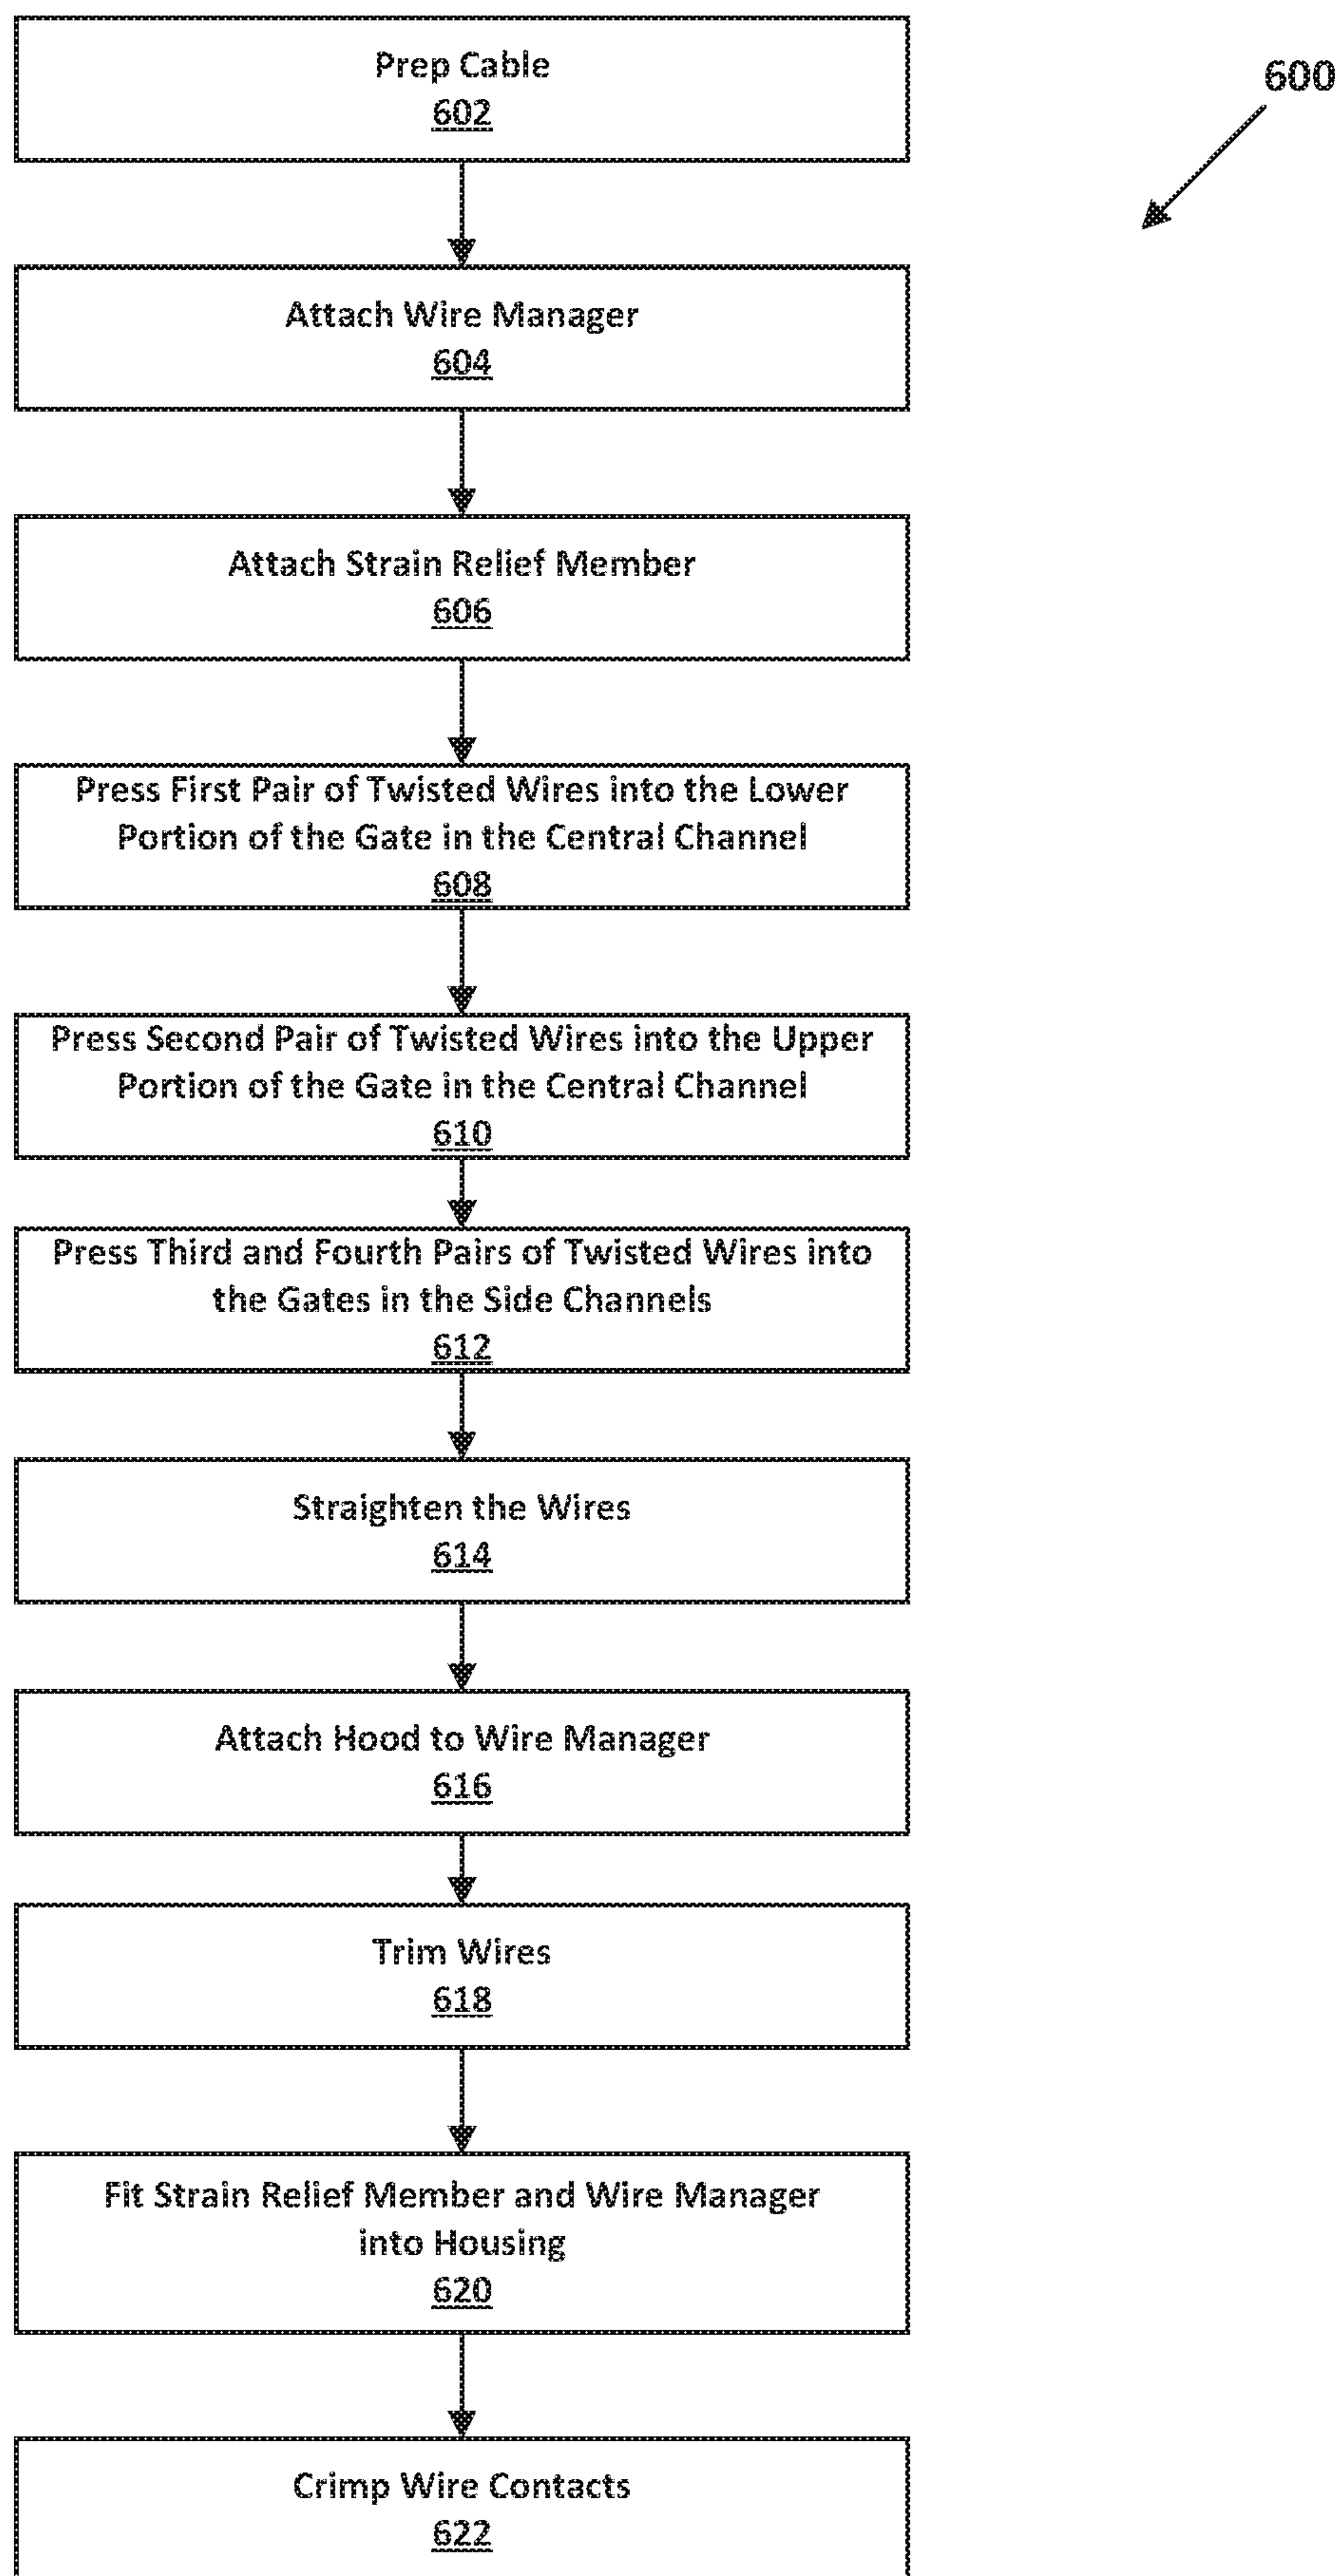 Prep Cable
602
600
Attach Wire Manager
604
Attach Strain Relief Member
606
Press First Pair of Twisted Wires into the Lower
Portion of the Gate in the Central Channel
608
Press Second Pair of Twisted Wires into the Upper
Portion of the Gate in the Central Channel
610
Press Third and Fourth Pairs of Twisted Wires into
the Gates in the Side Channels
612
Straighten the Wires
614
Attach Hood to Wire Manager
616
Trim Wires
618
Fit Strain Relief Member and Wire Manager
into Housing
620
Crimp Wire Contacts
622